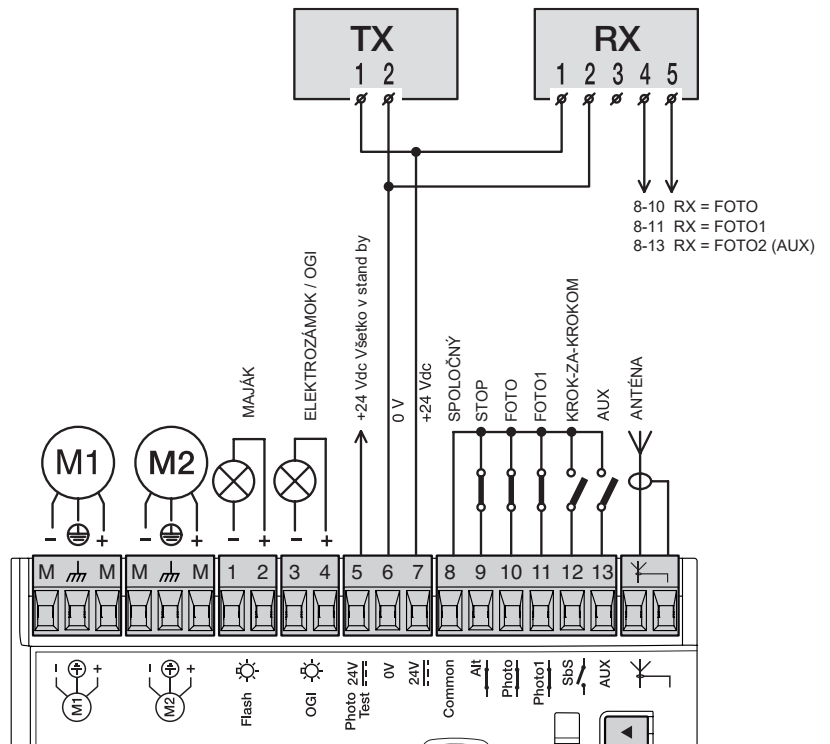 TX
1 2
RX
1 2 3 4 5
8-10 RX = FOTO
8-11 RX = FOTO1
8-13 RX = FOTO2 (AUX)
MAJÁK
ELEKTROZÁMOK / OGI
+24 Vdc Všetko v stand by
0 V
+24 Vdc
SPOLOČNÝ
STOP
FOTO
FOTO1
KROK-ZA-KROKOM
AUX
ANTÉNA
M1
M2
- +
- +
- +
- +
M M M M 1 2 3 4 5 6 7 8 9 10 11 12 13
- +
M1
- +
M2
Flash
OGI
Photo 24V
Test
0V
24V
Common
Alt
Photo
Photo1
SbS
AUX